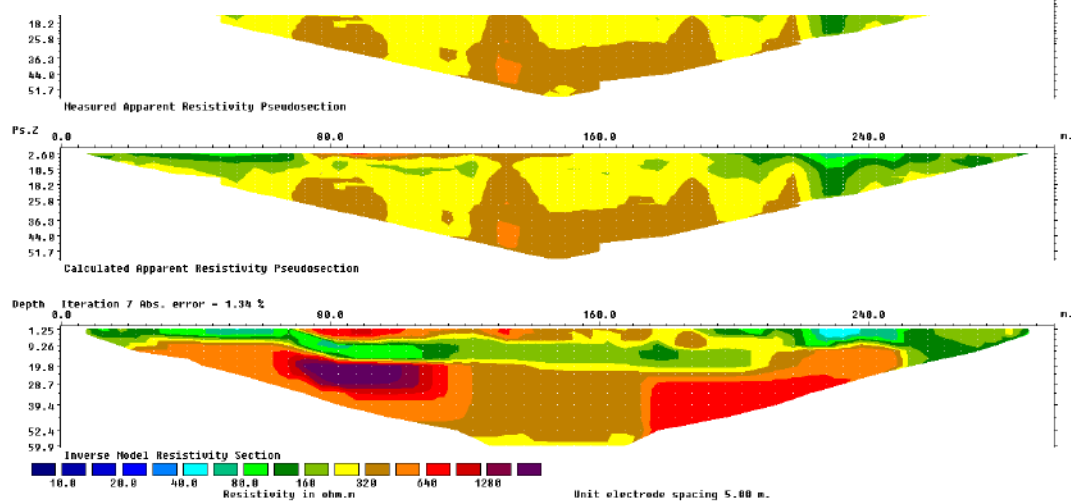 18.2
25.8
36.3
44.0
51.7
Measured Apparent Resistivity Pseudosection
Ps.Z 0.0 80.0 160.0 240.0 m.
2.60
10.5
18.2
25.8
36.3
44.0
51.7
Calculated Apparent Resistivity Pseudosection
Depth Iteration 7 Abs. error - 1.34 %
0.0 80.0 160.0 240.0 m.
1.25
9.26
19.8
28.7
39.4
52.4
59.9
Inverse Model Resistivity Section
10.0 20.0 40.0 80.0 160 320 640 1280
Resistivity in ohm.m Unit electrode spacing 5.00 m.